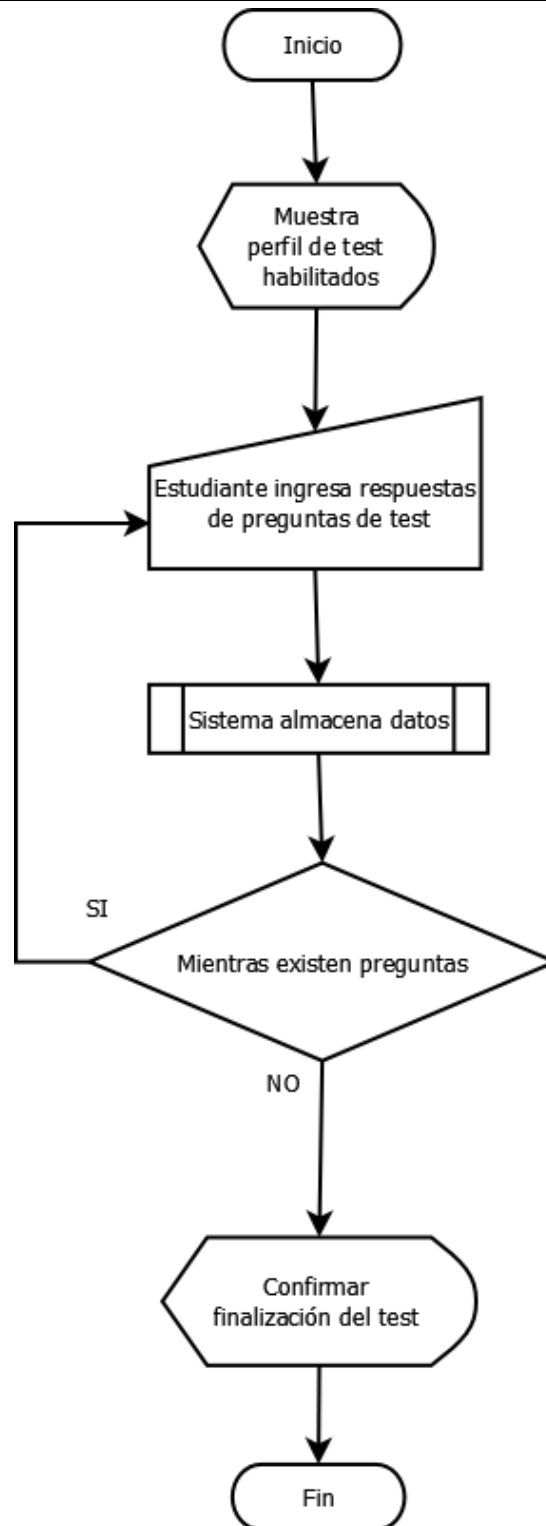 Inicio
Muestra
perfil de test
habilitados
Estudiante ingresa respuestas
de preguntas de test
Sistema almacena datos
SI
Mientras existen preguntas
NO
Confirmar
finalización del test
Fin